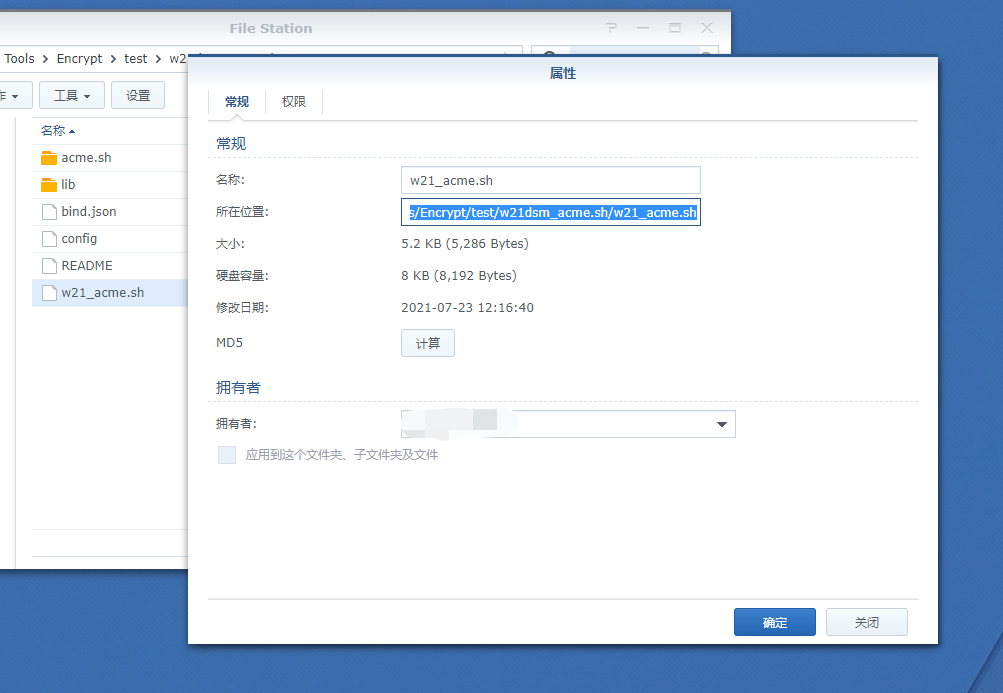 File Station
Tools > Encrypt > test >
属性
工具 设置
常规 权限
名称
常规
acme.sh
名称: w21_acme.sh
lib
所在位置: s/Encrypt/test/w21dsm_acme.sh/w21_acme.sh
bind.json
大小: 5.2 KB (5,286 Bytes)
config
README
硬盘容量: 8 KB (8,192 Bytes)
w21_acme.sh
修改日期: 2021-07-23 12:16:40
MD5 计算
拥有者
拥有者:
应用到这个文件夹、子文件夹及文件
确定 关闭